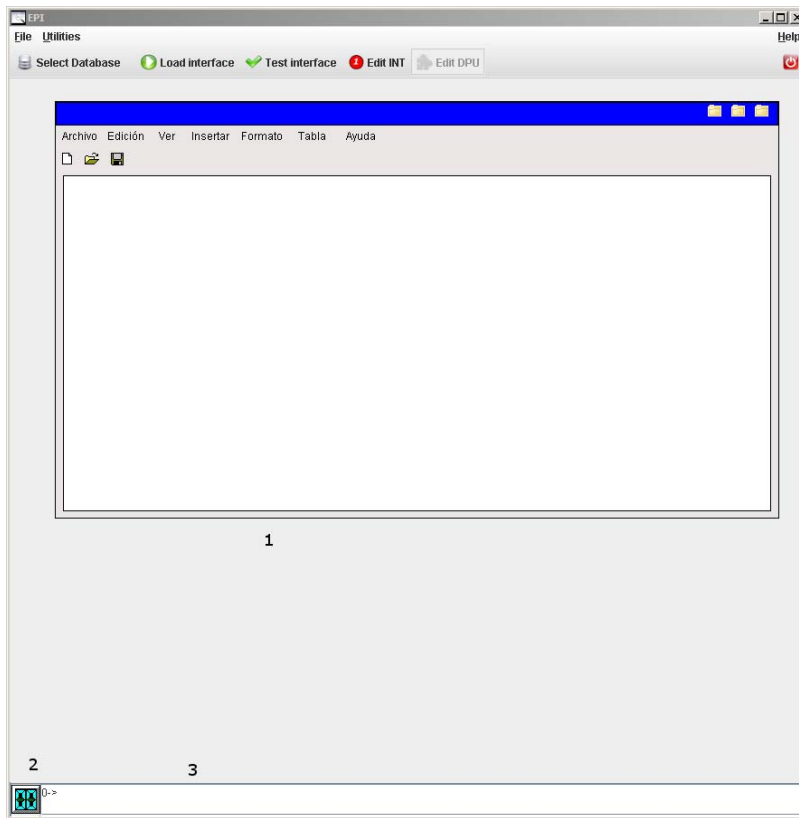 EPI
File Utilities Help
Select Database Load interface Test interface Edit INT Edit DPU
Archivo Edición Ver Insertar Formato Tabla Ayuda
1
2
3
0->